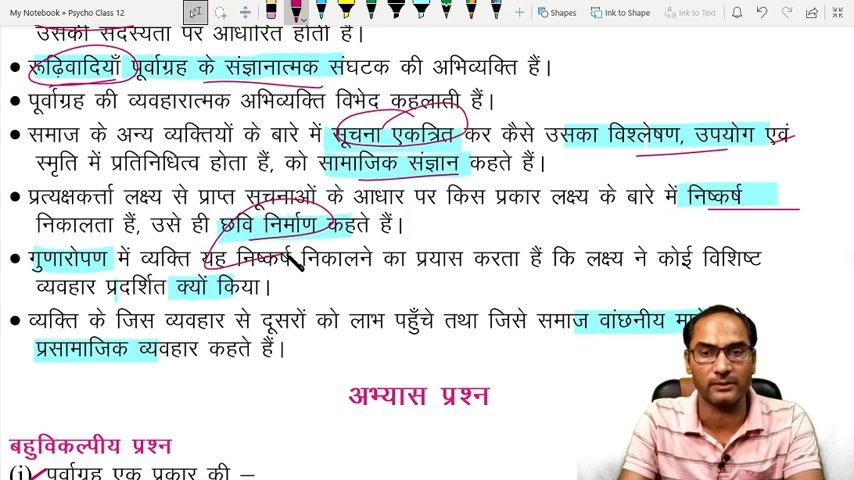 My Notebook » Psycho Class 12
Shapes
Ink to Shape
Ink to Text
उसकी सदस्यता पर आधारित होती है।
• रूढ़िवादियाँ पूर्वाग्रह के संज्ञानात्मक संघटक की अभिव्यक्ति हैं।
• पूर्वाग्रह की व्यवहारात्मक अभिव्यक्ति विभेद कहलाती हैं।
• समाज के अन्य व्यक्तियों के बारे में सूचना एकत्रित कर कैसे उसका विश्लेषण, उपयोग एवं
स्मृति में प्रतिनिधित्व होता हैं, को सामाजिक संज्ञान कहते हैं।
• प्रत्यक्षकर्त्ता लक्ष्य से प्राप्त सूचनाओं के आधार पर किस प्रकार लक्ष्य के बारे में निष्कर्ष
निकालता हैं, उसे ही छवि निर्माण कहते हैं।
• गुणारोपण में व्यक्ति यह निष्कर्ष निकालने का प्रयास करता हैं कि लक्ष्य ने कोई विशिष्ट
व्यवहार प्रदर्शित क्यों किया।
• व्यक्ति के जिस व्यवहार से दूसरों को लाभ पहुँचे तथा जिसे समाज वांछनीय
प्रसामाजिक व्यवहार कहते हैं।
अभ्यास प्रश्न
बहुविकल्पीय प्रश्न
(i) पूर्वाग्रह एक प्रकार की –